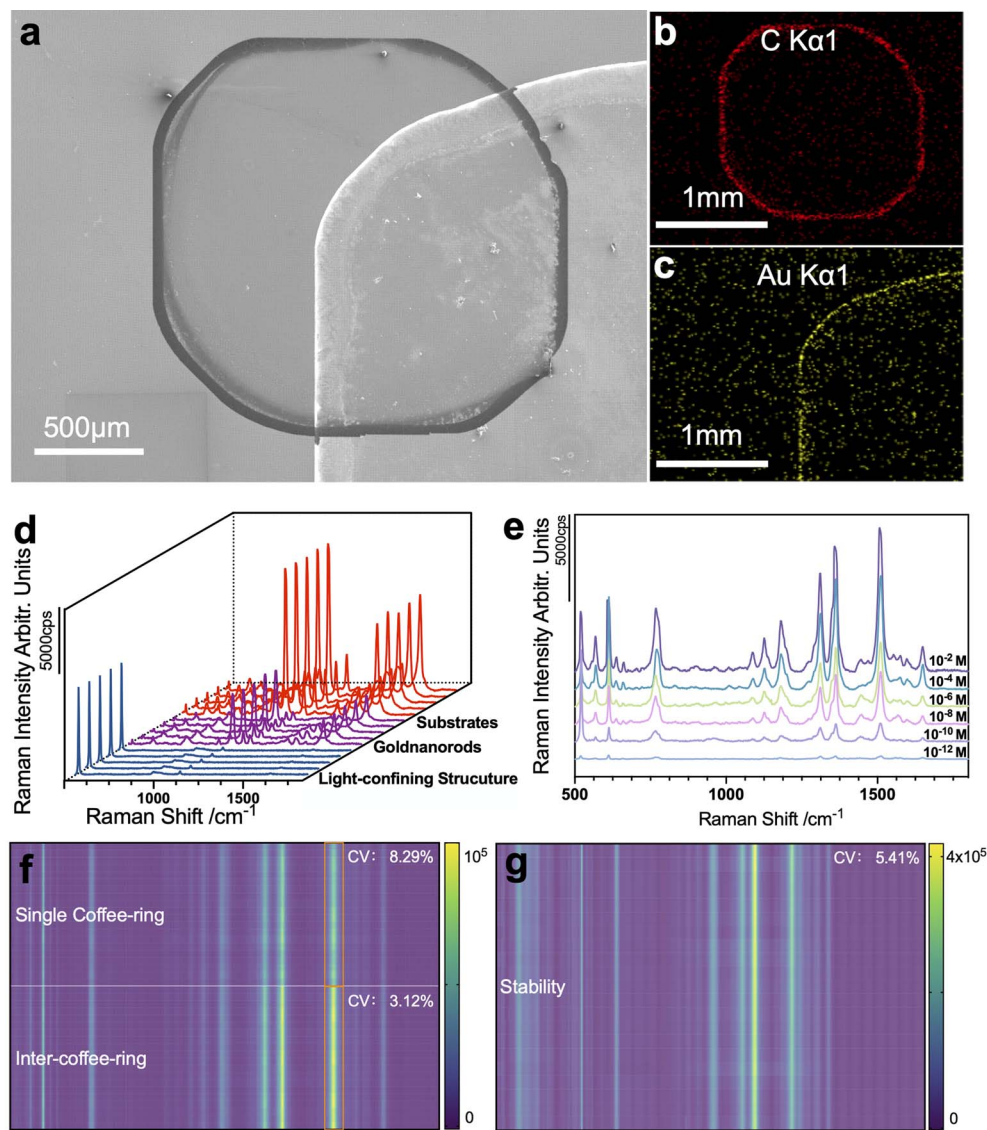 a
500μm
b
C Kα1
1mm
c
Au Kα1
1mm
d
Raman Intensity Arbitr. Units
5000cps
Substrates
Goldnanorods
Light-confining Strucuture
1000
1500
Raman Shift /cm-1
e
Raman Intensity Arbitr. Units
5000cps
10-2 M
10-4 M
10-6 M
10-8 M
10-10 M
10-12 M
500
1000
1500
Raman Shift /cm-1
f
CV: 8.29%
Single Coffee-ring
CV: 3.12%
Inter-coffee-ring
10⁵
0
g
CV: 5.41%
Stability
4x10⁵
0